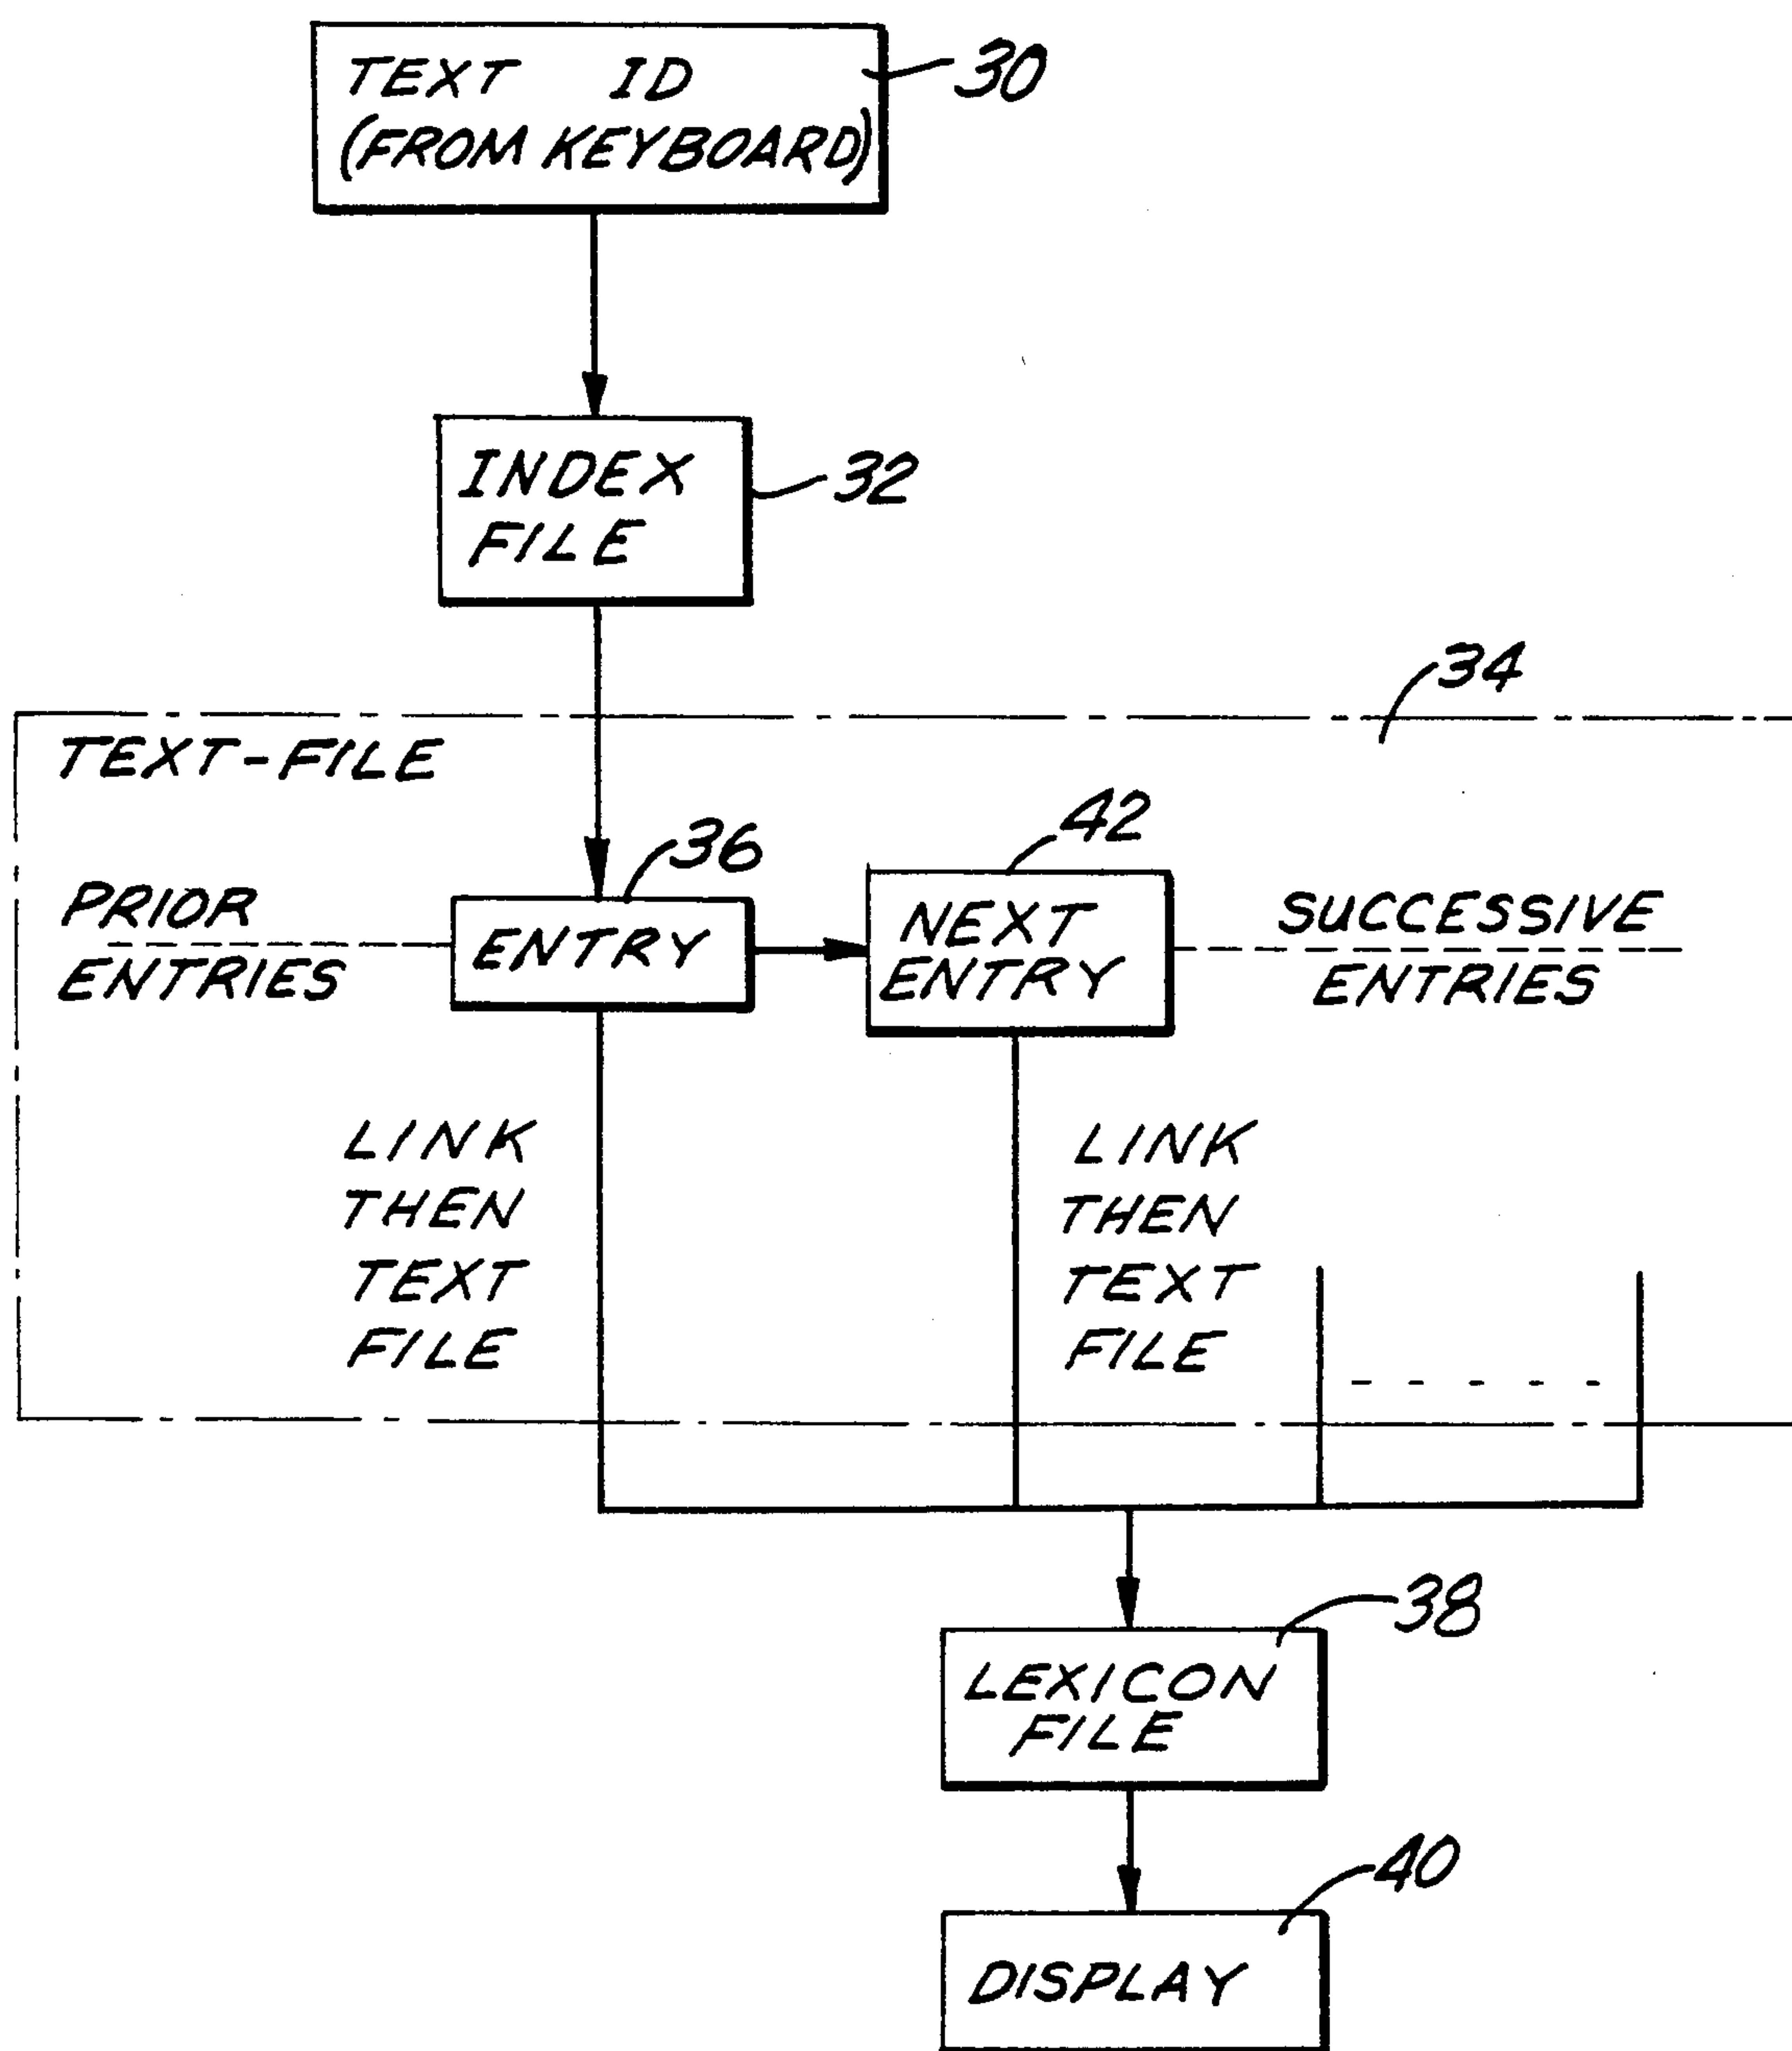 TEXT ID
(FROM KEYBOARD)
30
INDEX
FILE
32
34
TEXT-FILE
36
42
PRIOR
ENTRIES
ENTRY
NEXT
ENTRY
SUCCESSIVE
ENTRIES
LINK
THEN
TEXT
FILE
LINK
THEN
TEXT
FILE
38
LEXICON
FILE
40
DISPLAY